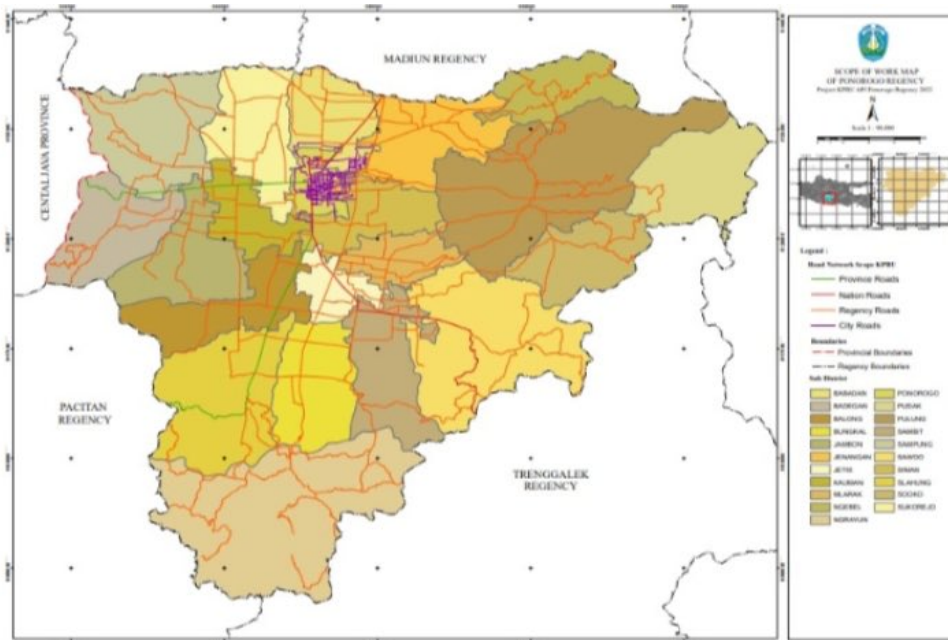 MADIUN REGENCY
CENTAL JAVA PROVINCE
PACITAN
REGENCY
TRENGGALEK
REGENCY
SCOPE OF WORK MAP
OF PONOROGO REGENCY
N
Legend :
Road Network Scope KPBU
Province Roads
Nation Roads
Regency Roads
City Roads
Boundaries
Provincial Boundaries
Regency Boundaries
Sub District
BABADAN
BADEGAN
BALONG
BUNGKAL
JAMBON
JENANGAN
JETIS
KAUMAN
MLARAK
NGEBEL
NGRAYUN
PONOROGO
PUDAK
PULUNG
SAMBIT
SAMPUNG
SAWOO
SIMAN
SLAHUNG
SOOKO
SUKOREJO